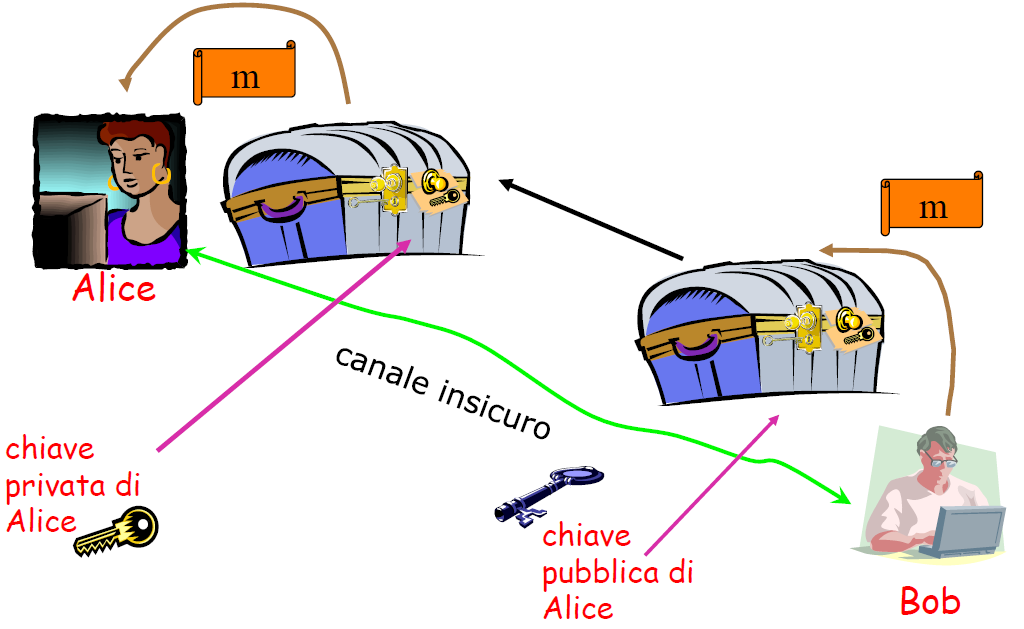 m
m
Alice
canale insicuro
chiave
privata di
Alice
chiave
pubblica di
Alice
Bob